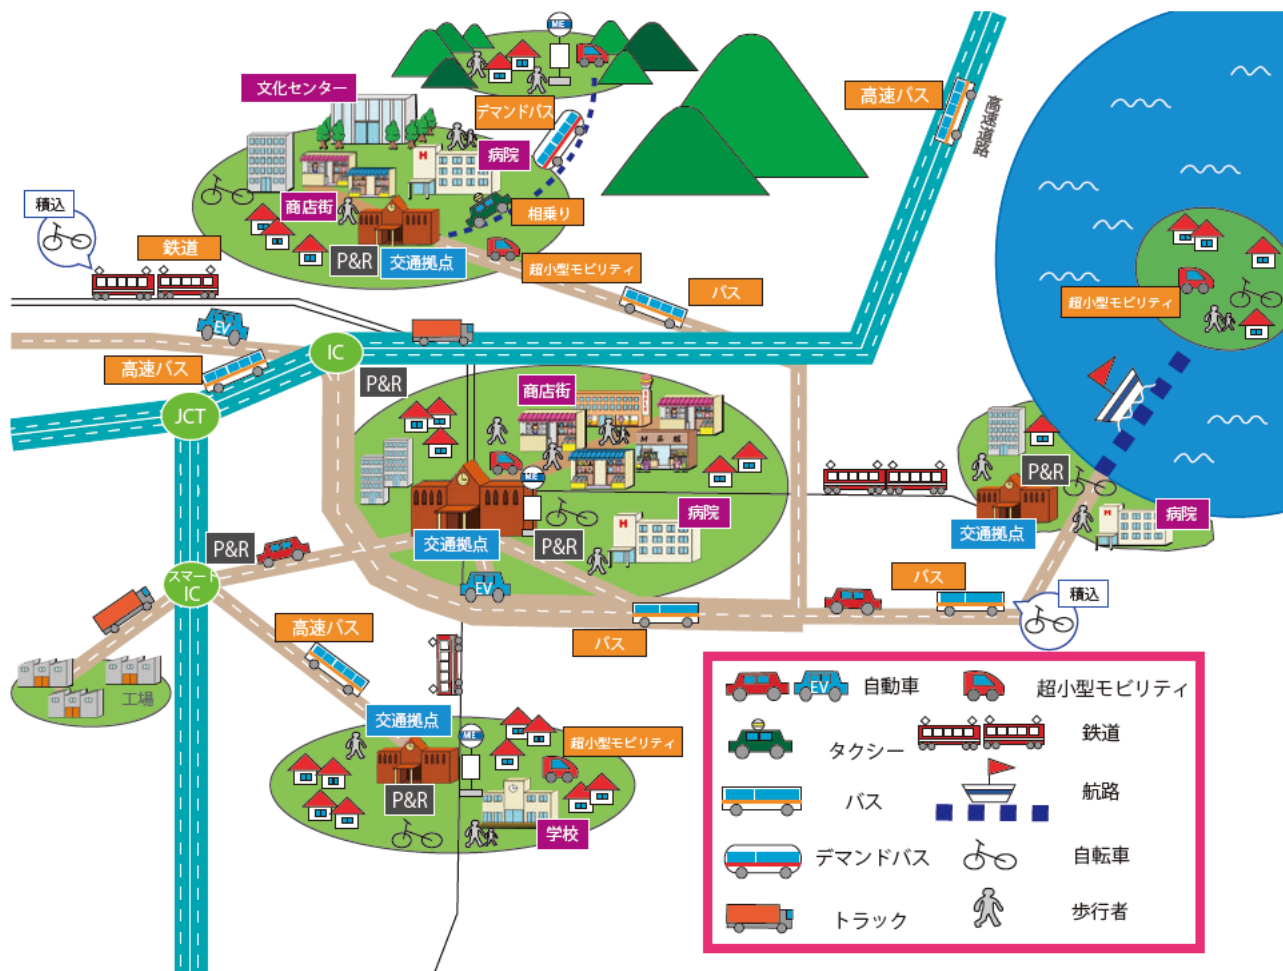 ME
文化センター
デマンドバス
高速バス
高速道路
H
病院
積込
商店街
相乗り
鉄道
P&R
交通拠点
超小型モビリティ
バス
超小型モビリティ
EV
IC
高速バス
P&R
商店街
JCT
ME
P&R
病院
H
病院
H
交通拠点
P&R
交通拠点
P&R
スマート
IC
EV
バス
積込
高速バス
バス
工場
交通拠点
ME
超小型モビリティ
P&R
学校
EV
自動車
超小型モビリティ
タクシー
鉄道
バス
航路
デマンドバス
自転車
トラック
歩行者